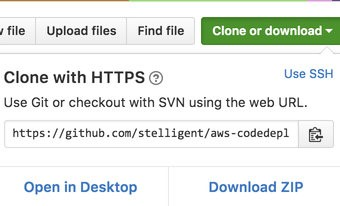 file Upload files Find file Clone or download
Clone with HTTPS ? Use SSH
Use Git or checkout with SVN using the web URL.
https://github.com/stelligent/aws-codedepl
Open in Desktop Download ZIP